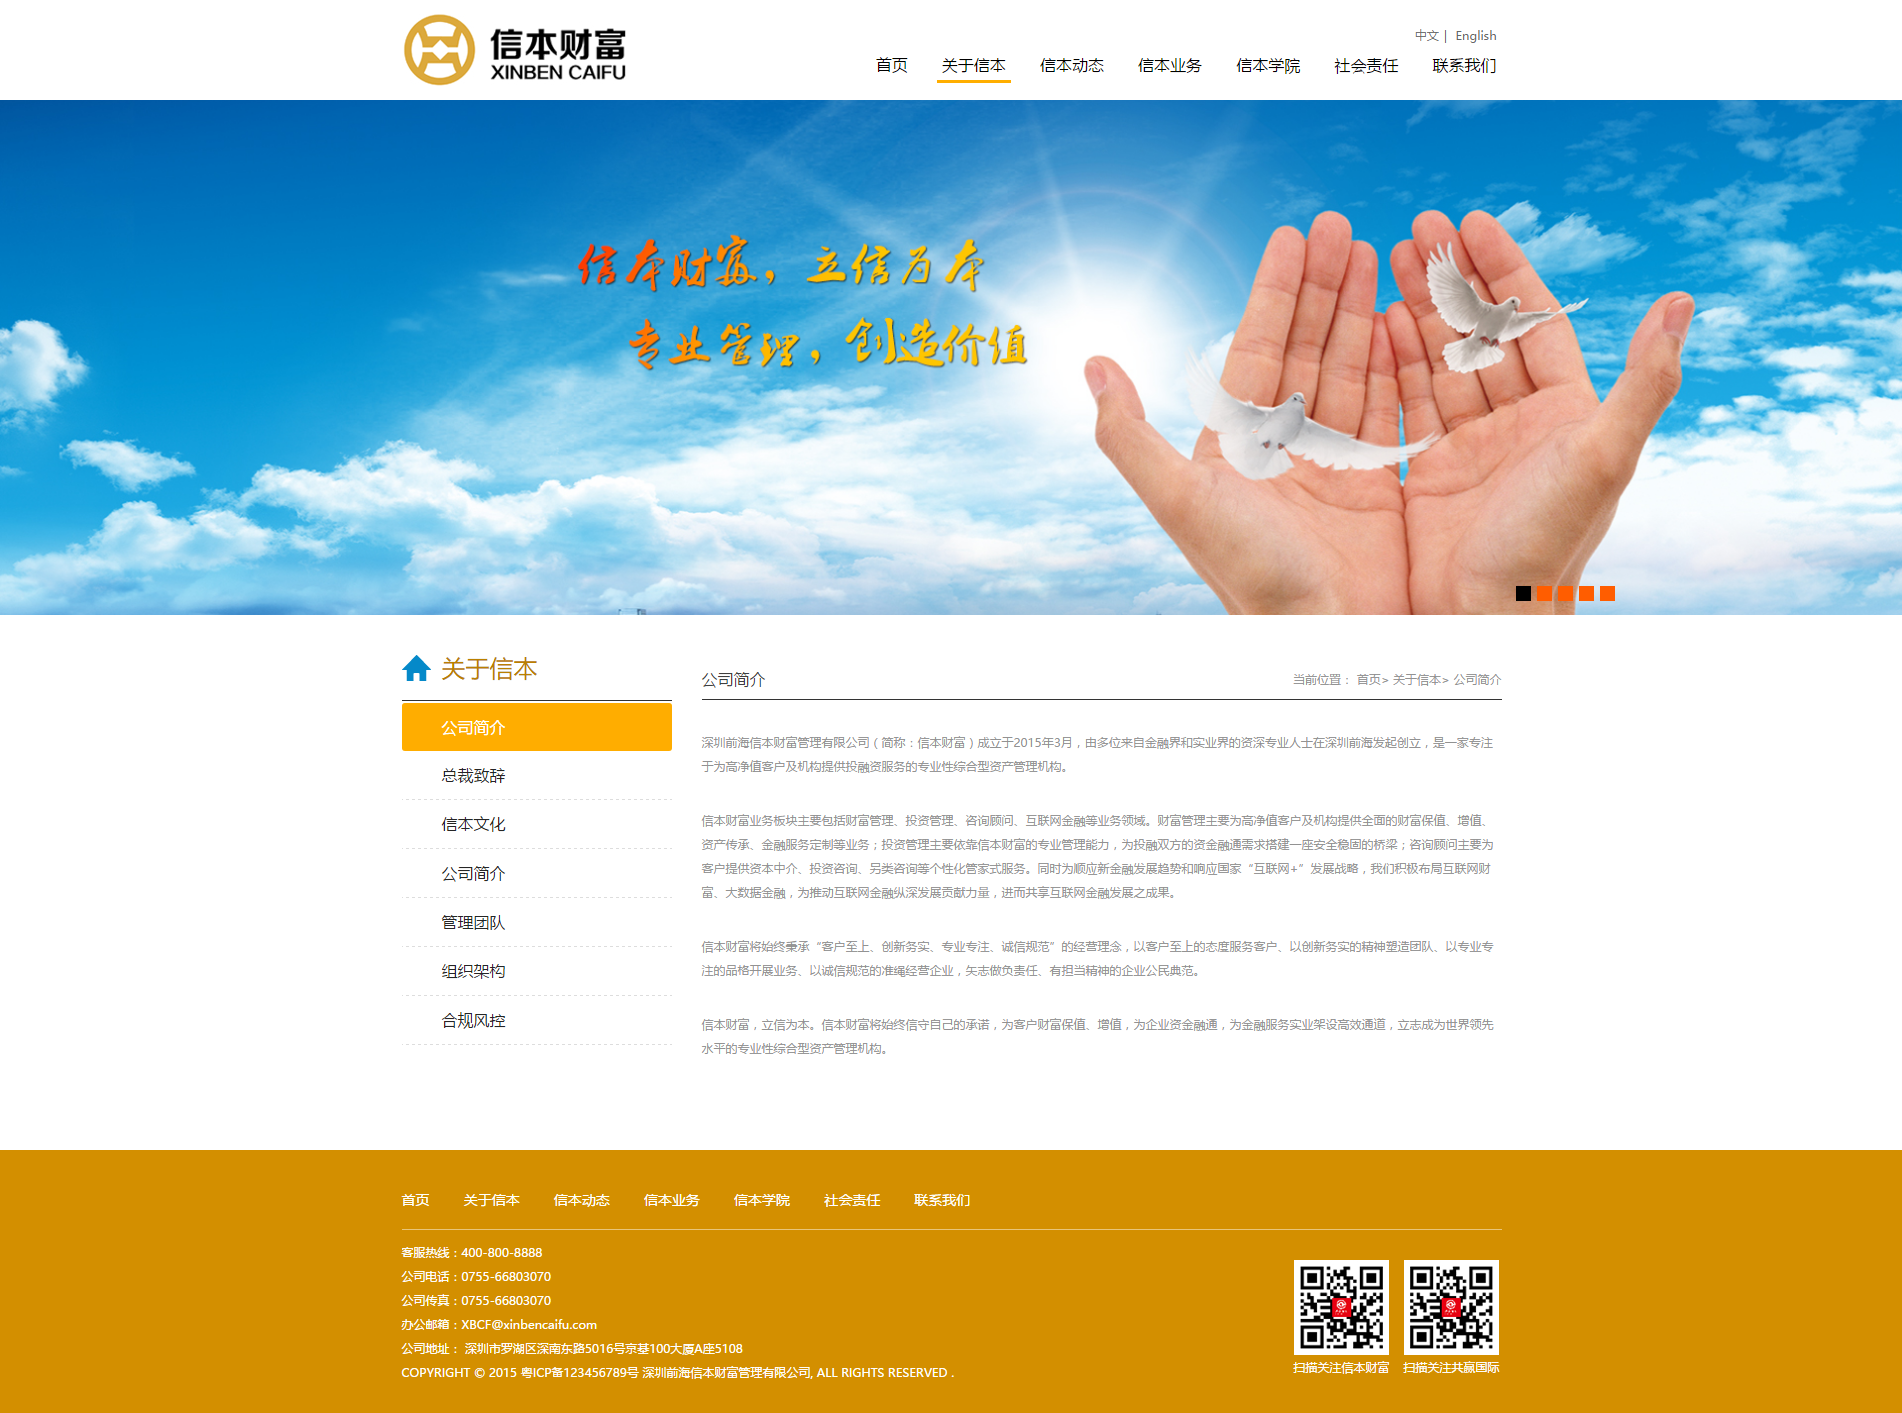 信本财富
XINBEN CAIFU
中文 | English
首页 关于信本 信本动态 信本业务 信本学院 社会责任 联系我们
信本财富，立信为本
专业管理，创造价值
关于信本
公司简介
总裁致辞
信本文化
公司简介
管理团队
组织架构
合规风控
公司简介
当前位置： 首页> 关于信本> 公司简介
深圳前海信本财富管理有限公司（简称：信本财富）成立于2015年3月，由多位来自金融界和实业界的资深专业人士在深圳前海发起创立，是一家专注
于为高净值客户及机构提供投融资服务的专业性综合型资产管理机构。
信本财富业务板块主要包括财富管理、投资管理、咨询顾问、互联网金融等业务领域。财富管理主要为高净值客户及机构提供全面的财富保值、增值、
资产传承、金融服务定制等业务；投资管理主要依靠信本财富的专业管理能力，为投融双方的资金融通需求搭建一座安全稳固的桥梁；咨询顾问主要为
客户提供资本中介、投资咨询、另类咨询等个性化管家式服务。同时为顺应新金融发展趋势和响应国家“互联网+”发展战略，我们积极布局互联网财
富、大数据金融，为推动互联网金融纵深发展贡献力量，进而共享互联网金融发展之成果。
信本财富将始终秉承“客户至上、创新务实、专业专注、诚信规范”的经营理念，以客户至上的态度服务客户、以创新务实的精神塑造团队、以专业专
注的品格开展业务、以诚信规范的准绳经营企业，矢志做负责任、有担当精神的企业公民典范。
信本财富，立信为本。信本财富将始终信守自己的承诺，为客户财富保值、增值，为企业资金融通，为金融服务实业架设高效通道，立志成为世界领先
水平的专业性综合型资产管理机构。
首页 关于信本 信本动态 信本业务 信本学院 社会责任 联系我们
客服热线：400-800-8888
公司电话：0755-66803070
公司传真：0755-66803070
办公邮箱：XBCF@xinbencaifu.com
公司地址： 深圳市罗湖区深南东路5016号京基100大厦A座5108
COPYRIGHT © 2015 粤ICP备123456789号 深圳前海信本财富管理有限公司, ALL RIGHTS RESERVED .
扫描关注信本财富 扫描关注共赢国际